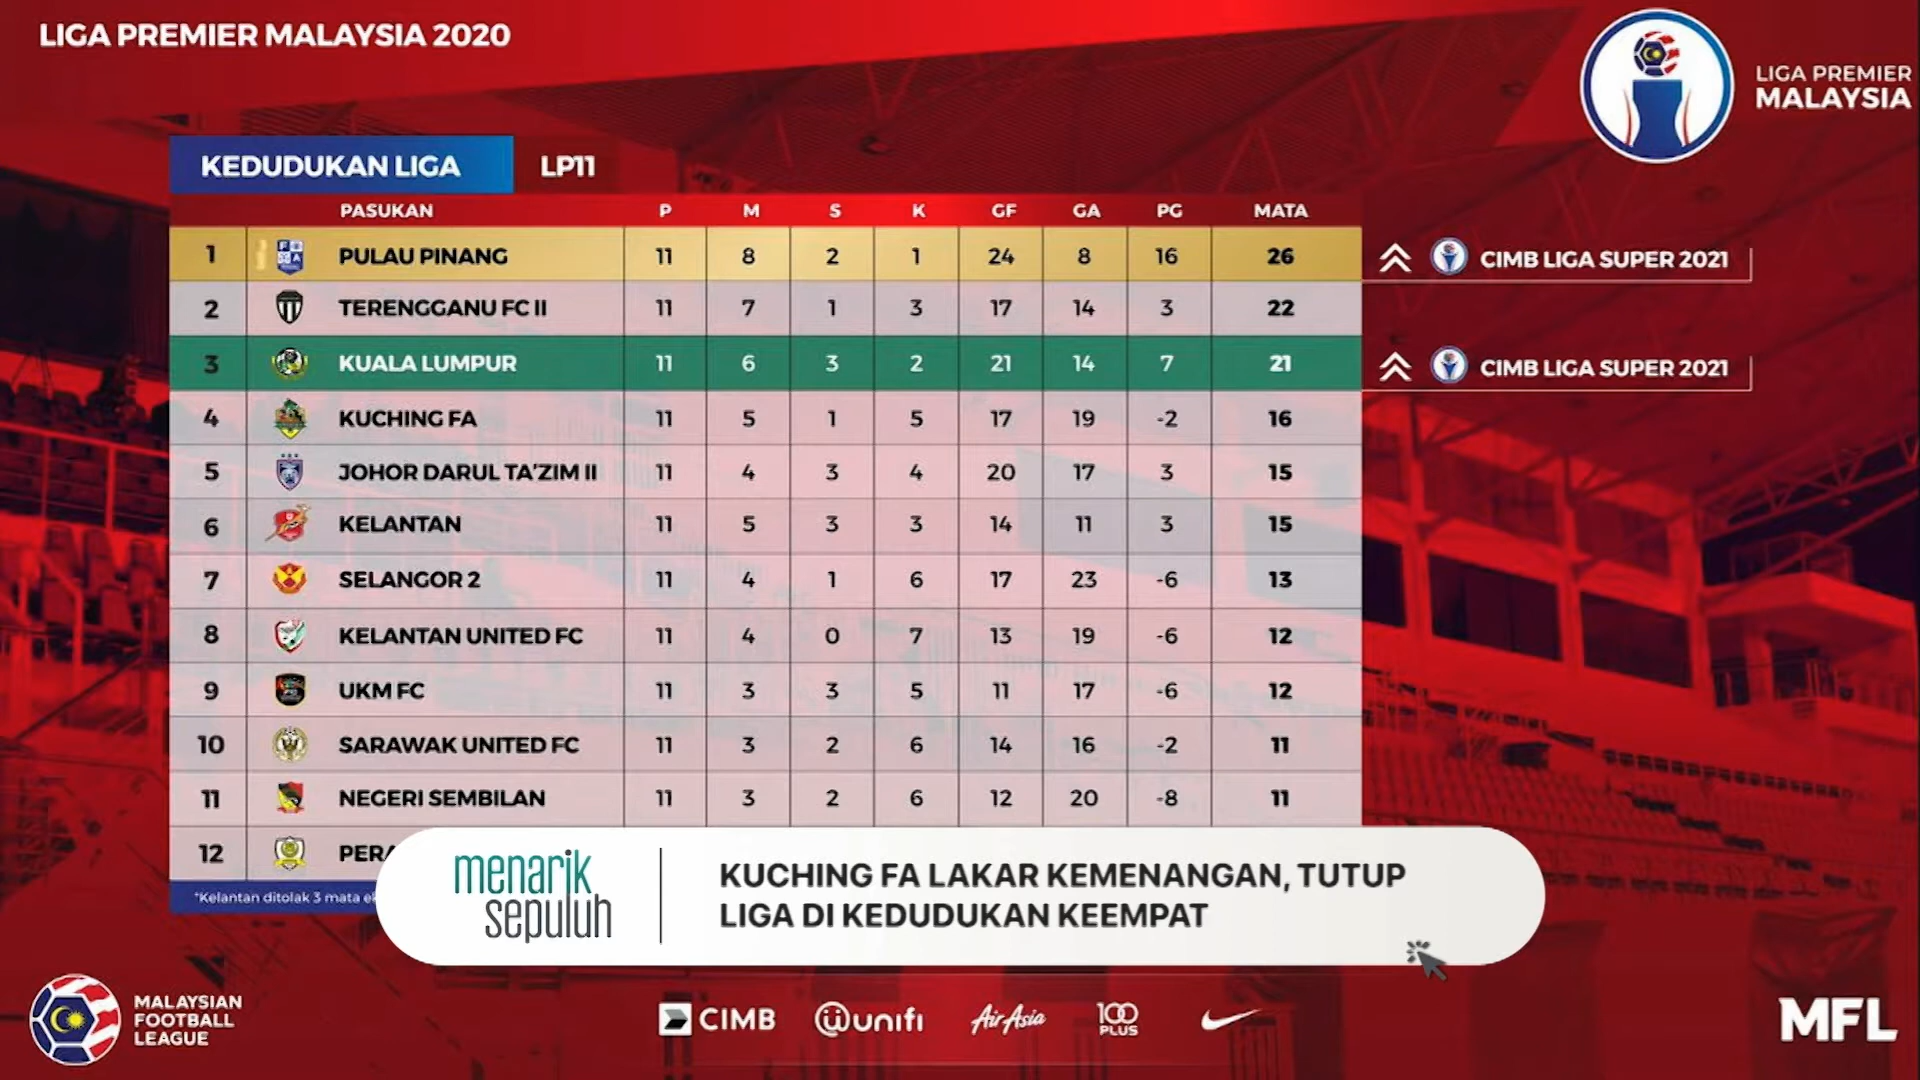 LIGA PREMIER MALAYSIA 2020
LIGA PREMIER
MALAYSIA
KEDUDUKAN LIGA LP11
PASUKAN P M S K GF GA PG MATA
1 PULAU PINANG 11 8 2 1 24 8 16 26 CIMB LIGA SUPER 2021
2 TERENGGANU FC II 11 7 1 3 17 14 3 22
3 KUALA LUMPUR 11 6 3 2 21 14 7 21 CIMB LIGA SUPER 2021
4 KUCHING FA 11 5 1 5 17 19 -2 16
5 JOHOR DARUL TA'ZIM II 11 4 3 4 20 17 3 15
6 KELANTAN 11 5 3 3 14 11 3 15
7 SELANGOR 2 11 4 1 6 17 23 -6 13
8 KELANTAN UNITED FC 11 4 0 7 13 19 -6 12
9 UKM FC 11 3 3 5 11 17 -6 12
10 SARAWAK UNITED FC 11 3 2 6 14 16 -2 11
11 NEGERI SEMBILAN 11 3 2 6 12 20 -8 11
12
*Kelantan ditolak 3 mata
menarik
sepuluh
KUCHING FA LAKAR KEMENANGAN, TUTUP
LIGA DI KEDUDUKAN KEEMPAT
MALAYSIAN
FOOTBALL
LEAGUE
CIMB unifi AirAsia 100 PLUS
MFL